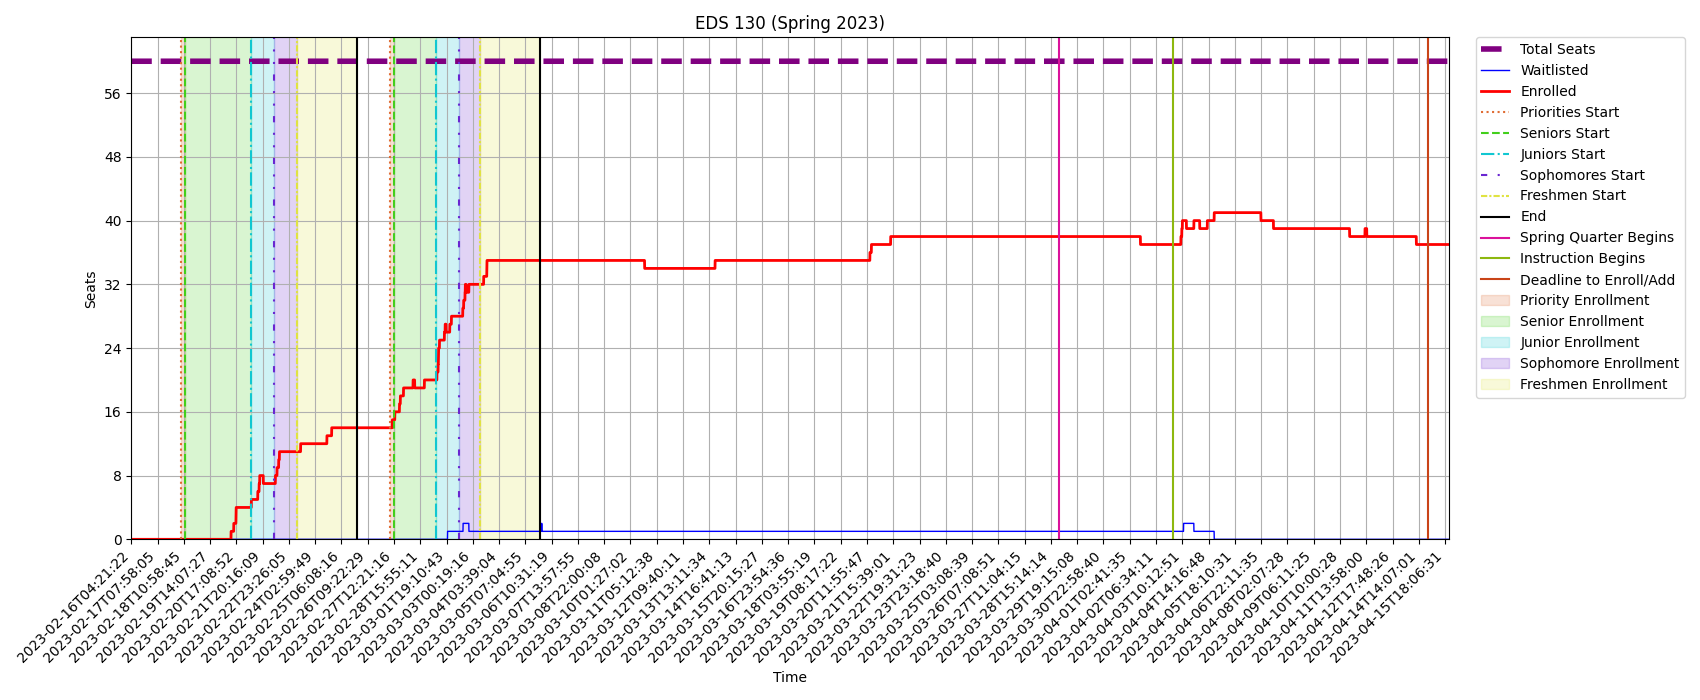 EDS 130 (Spring 2023)
Seats
56
48
40
32
24
16
8
0
2023-02-16T04:21:22
2023-02-17T07:58:05
2023-02-18T10:58:45
2023-02-19T14:07:27
2023-02-20T17:08:52
2023-02-21T20:16:09
2023-02-22T23:26:05
2023-02-24T02:59:49
2023-02-25T06:08:16
2023-02-26T09:22:29
2023-02-27T12:21:16
2023-02-28T15:55:11
2023-03-01T19:10:43
2023-03-03T00:19:16
2023-03-04T03:39:04
2023-03-05T07:04:55
2023-03-06T10:31:19
2023-03-07T13:57:55
2023-03-08T22:00:08
2023-03-10T01:27:02
2023-03-11T05:12:38
2023-03-12T09:40:11
2023-03-13T13:11:34
2023-03-14T16:41:13
2023-03-15T20:15:27
2023-03-16T23:54:36
2023-03-18T03:55:19
2023-03-19T08:17:22
2023-03-20T11:55:47
2023-03-21T15:39:01
2023-03-22T19:31:23
2023-03-23T23:18:40
2023-03-25T03:08:39
2023-03-26T07:08:51
2023-03-27T11:04:15
2023-03-28T15:14:14
2023-03-29T19:15:08
2023-03-30T22:58:40
2023-04-01T02:41:35
2023-04-02T06:34:11
2023-04-03T10:12:51
2023-04-04T14:16:48
2023-04-05T18:10:31
2023-04-06T22:11:35
2023-04-08T02:07:28
2023-04-09T06:11:25
2023-04-10T10:00:28
2023-04-11T13:58:00
2023-04-12T17:48:26
2023-04-14T14:07:01
2023-04-15T18:06:31
Time
Total Seats
Waitlisted
Enrolled
Priorities Start
Seniors Start
Juniors Start
Sophomores Start
Freshmen Start
End
Spring Quarter Begins
Instruction Begins
Deadline to Enroll/Add
Priority Enrollment
Senior Enrollment
Junior Enrollment
Sophomore Enrollment
Freshmen Enrollment